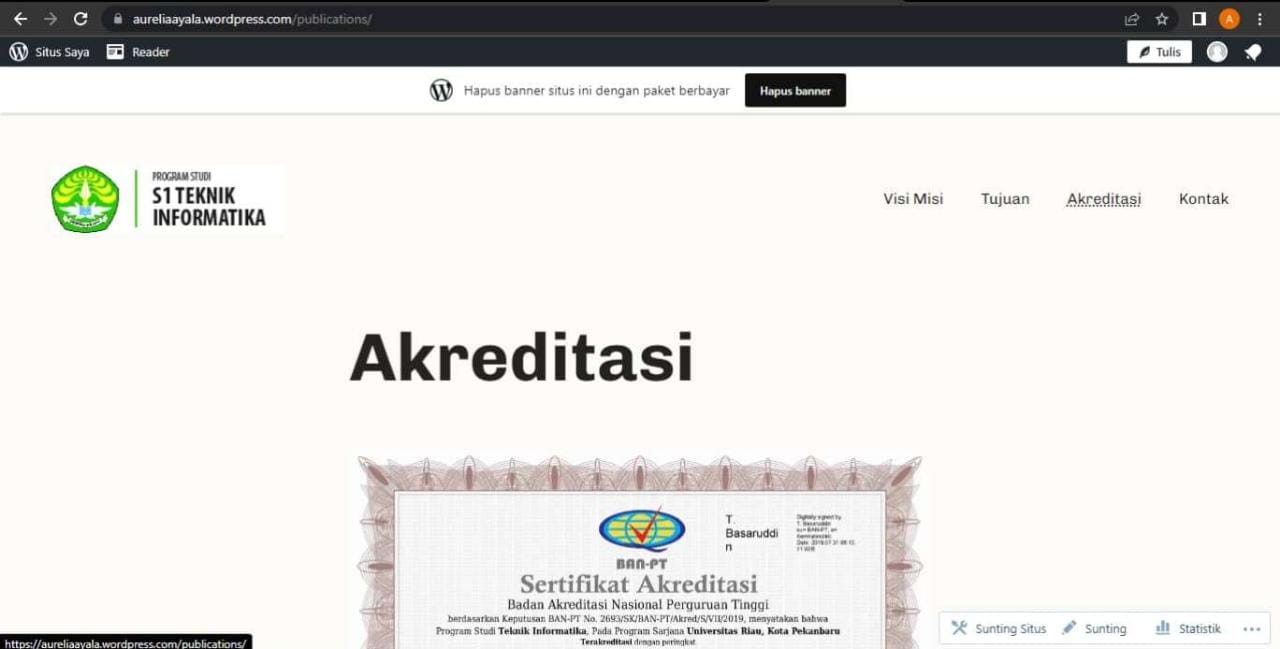 aureliaayala.wordpress.com/publications/
A
Situs Saya Reader Tulis
Hapus banner situs ini dengan paket berbayar Hapus banner
PROGRAM STUDI
S1 TEKNIK
INFORMATIKA
Visi Misi Tujuan Akreditasi Kontak
Akreditasi
T.
Basaruddi
n
Digitally signed by
T. Basaruddin
BAN-PT
Sertifikat Akreditasi
Badan Akreditasi Nasional Perguruan Tinggi
berdasarkan Keputusan BAN-PT No. 2693/SK/BAN-PT/Akred/S/VII/2019, menyatakan bahwa
Program Studi Teknik Informatika, Pada Program Sarjana Universitas Riau, Kota Pekanbaru
Terakreditasi dengan peringkat
Sunting Situs Sunting Statistik
https://aureliaayala.wordpress.com/publications/